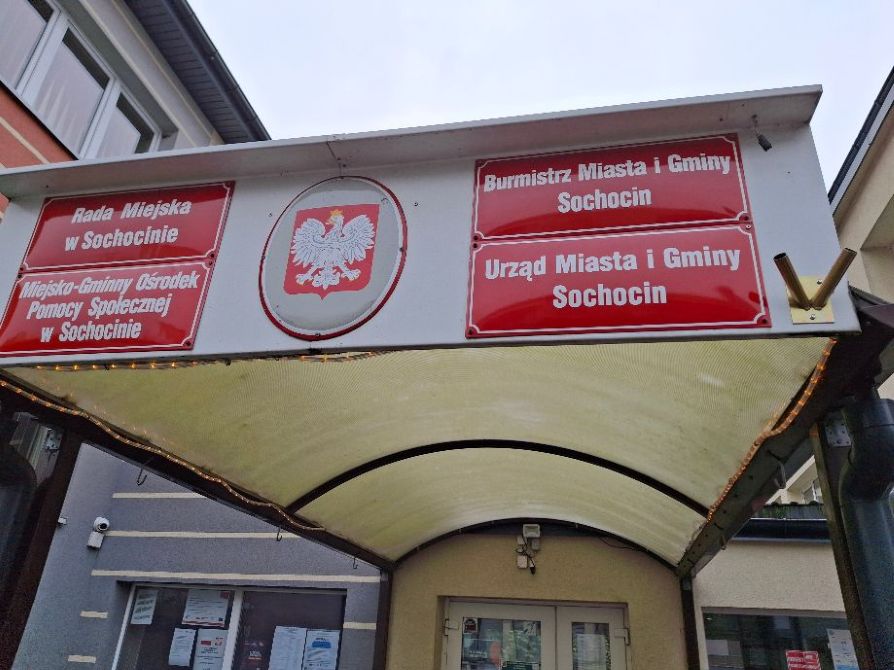 Rada Miejska
w Sochocinie
Miejsko-Gminny Ośrodek
Pomocy Społecznej
w Sochocinie
Burmistrz Miasta i Gminy
Sochocin
Urząd Miasta i Gminy
Sochocin